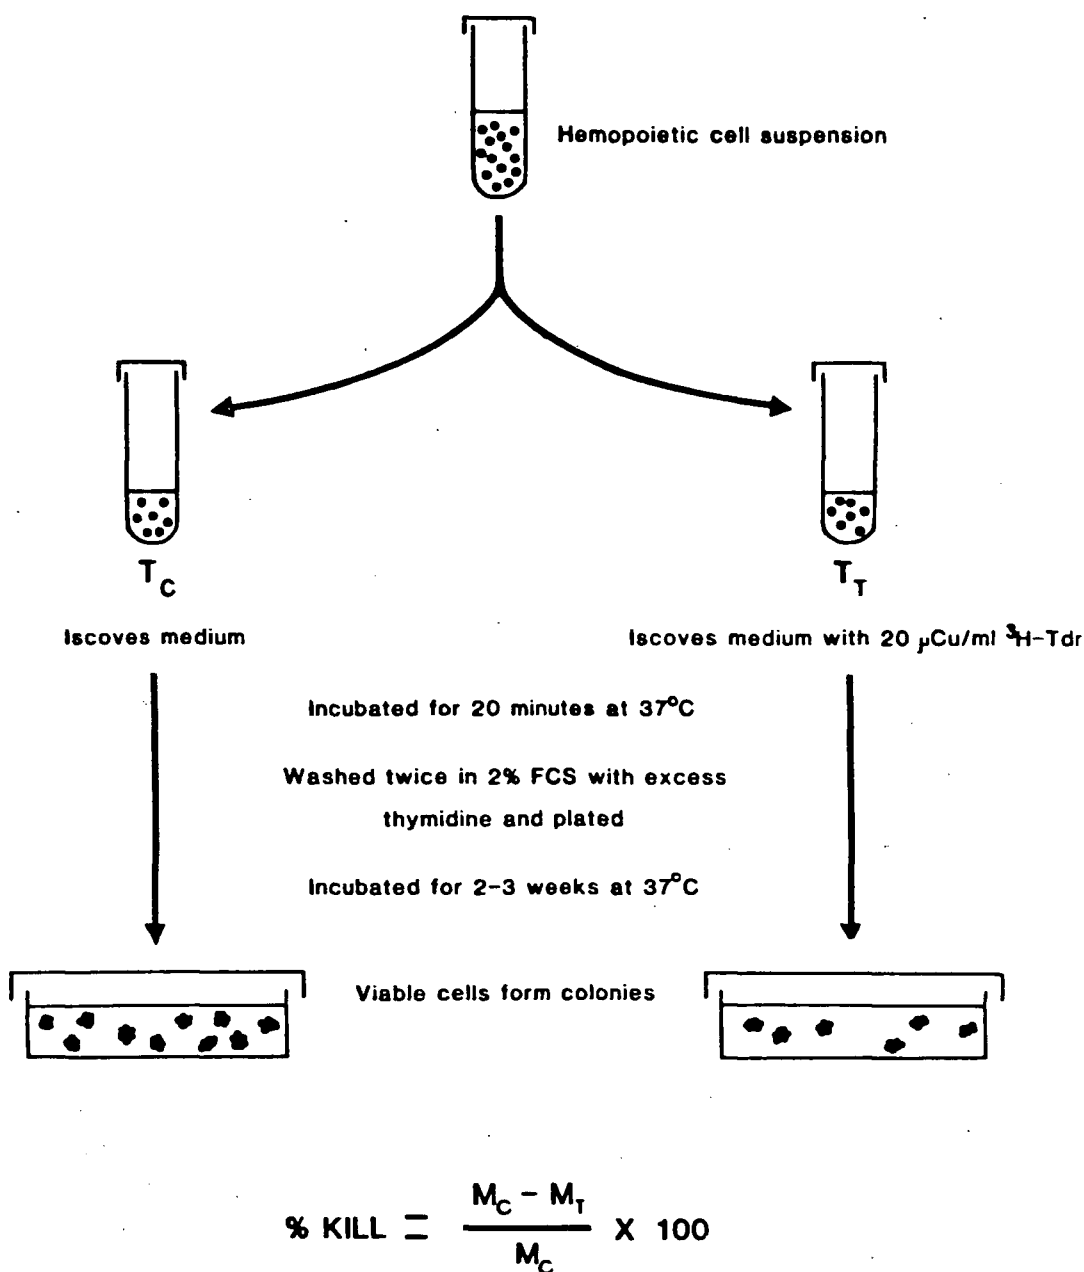 Hemopoietic cell suspension
T_C
T_T
Iscoves medium
Iscoves medium with 20 µCu/ml ³H-Tdr
Incubated for 20 minutes at 37°C
Washed twice in 2% FCS with excess
thymidine and plated
Incubated for 2-3 weeks at 37°C
Viable cells form colonies
% KILL = (M_C - M_T) / M_C X 100